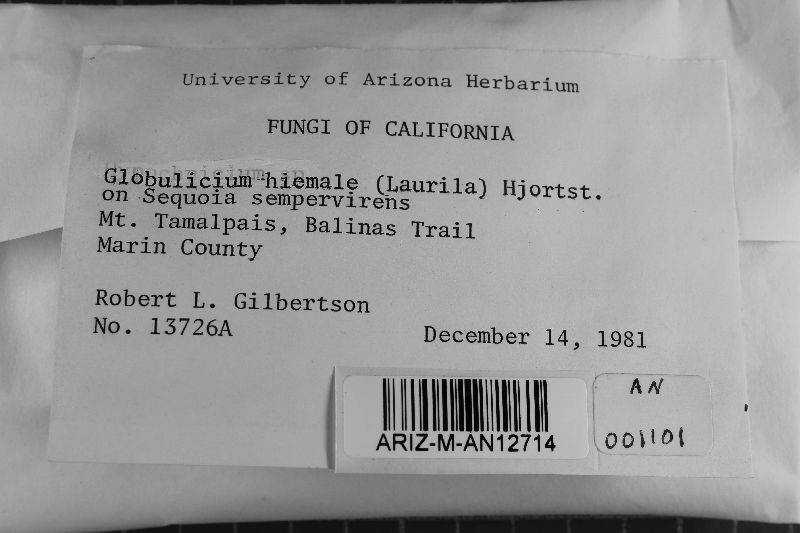 University of Arizona Herbarium
FUNGI OF CALIFORNIA
Globulicium hiemale (Laurila) Hjortst.
on Sequoia sempervirens
Mt. Tamalpais, Balinas Trail
Marin County
Robert L. Gilbertson
No. 13726A
December 14, 1981
ARIZ-M-AN12714
AN
001101